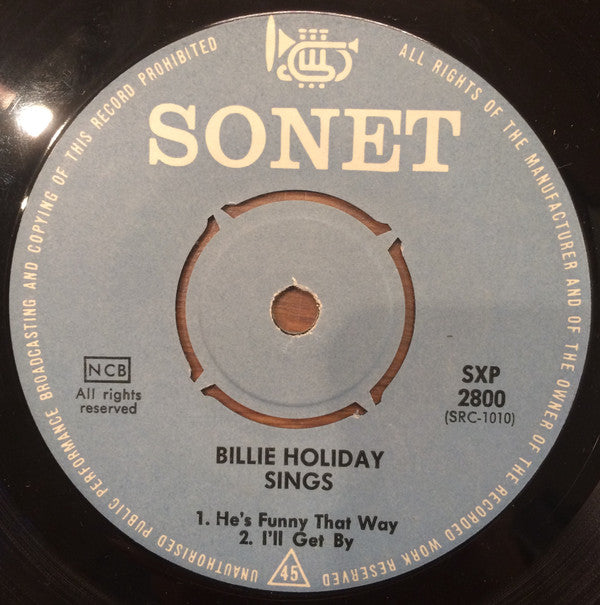 SONET
NCB
All rights
reserved
SXP
2800
(SRC-1010)
BILLIE HOLIDAY
SINGS
1. He's Funny That Way
2. I'll Get By
45
ALL RIGHTS OF THE MANUFACTURER AND OF THE OWNER OF THE RECORDED WORK RESERVED
UNAUTHORISED PUBLIC PERFORMANCE BROADCASTING AND COPYING OF THIS RECORD PROHIBITED